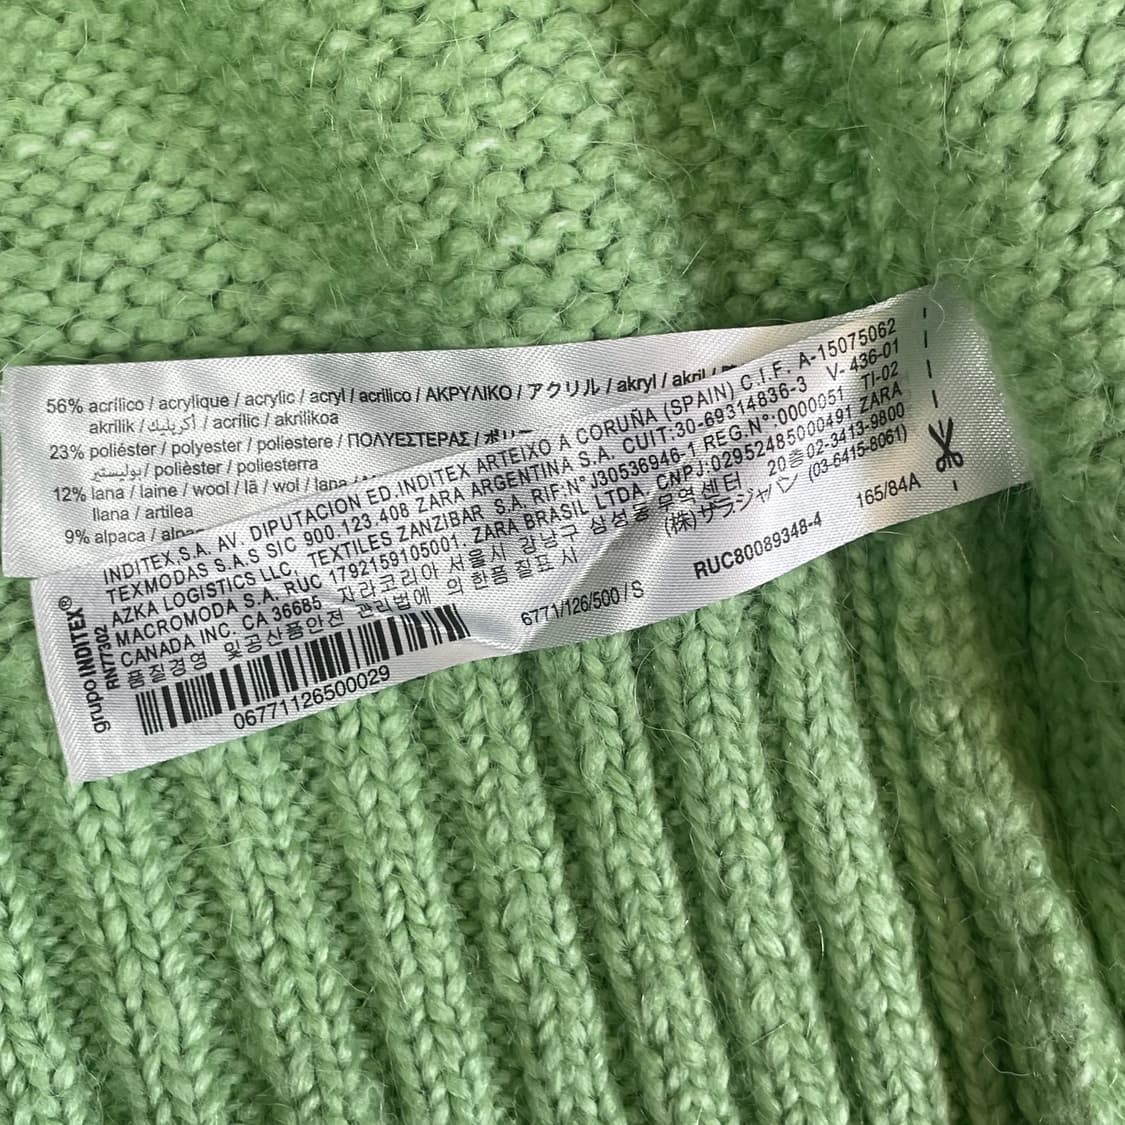 56% acrílico / acrylique / acrylic / acryl / acrilico / ΑΚΡΥΛΙΚΟ / アクリル / akryl / akril /
akrilik / أكريليك / acrílic / akrilikoa
23% poliéster / polyester / poliestere / ΠΟΛΥΕΣΤΕΡΑΣ /
بوليستر / polièster / poliesterra
12% lana / laine / wool / lã / wol / lana
llana / artilea
9% alpaca /
INDITEX,S.A. AV. DIPUTACION ED.INDITEX ARTEIXO A CORUÑA (SPAIN) C.I.F. A-15075062
TEXMODAS S.A.S SIC 900.123.408 ZARA ARGENTINA S.A. CUIT:30-69314836-3 V- 436-01
AZKA LOGISTICS LLC, TEXTILES ZANZIBAR S.A. RIF:N°J30536946-1 REG.N°:0000051 TI-02
MACROMODA S.A. RUC 1792159105001. ZARA BRASIL LTDA. CNPJ:02952485000491 ZARA
CANADA INC. CA 36685 자라코리아 서울시 강남구 삼성동 무역센터 20층02-3413-9800
품질경영 및공산품안전 관리법에 의한품 질표 시 (株)ザラジャパン (03-6415-8061)
grupo INDITEX®
RN77302
06771126500029
6771/126/500 / S
RUC80089348-4
165/84A